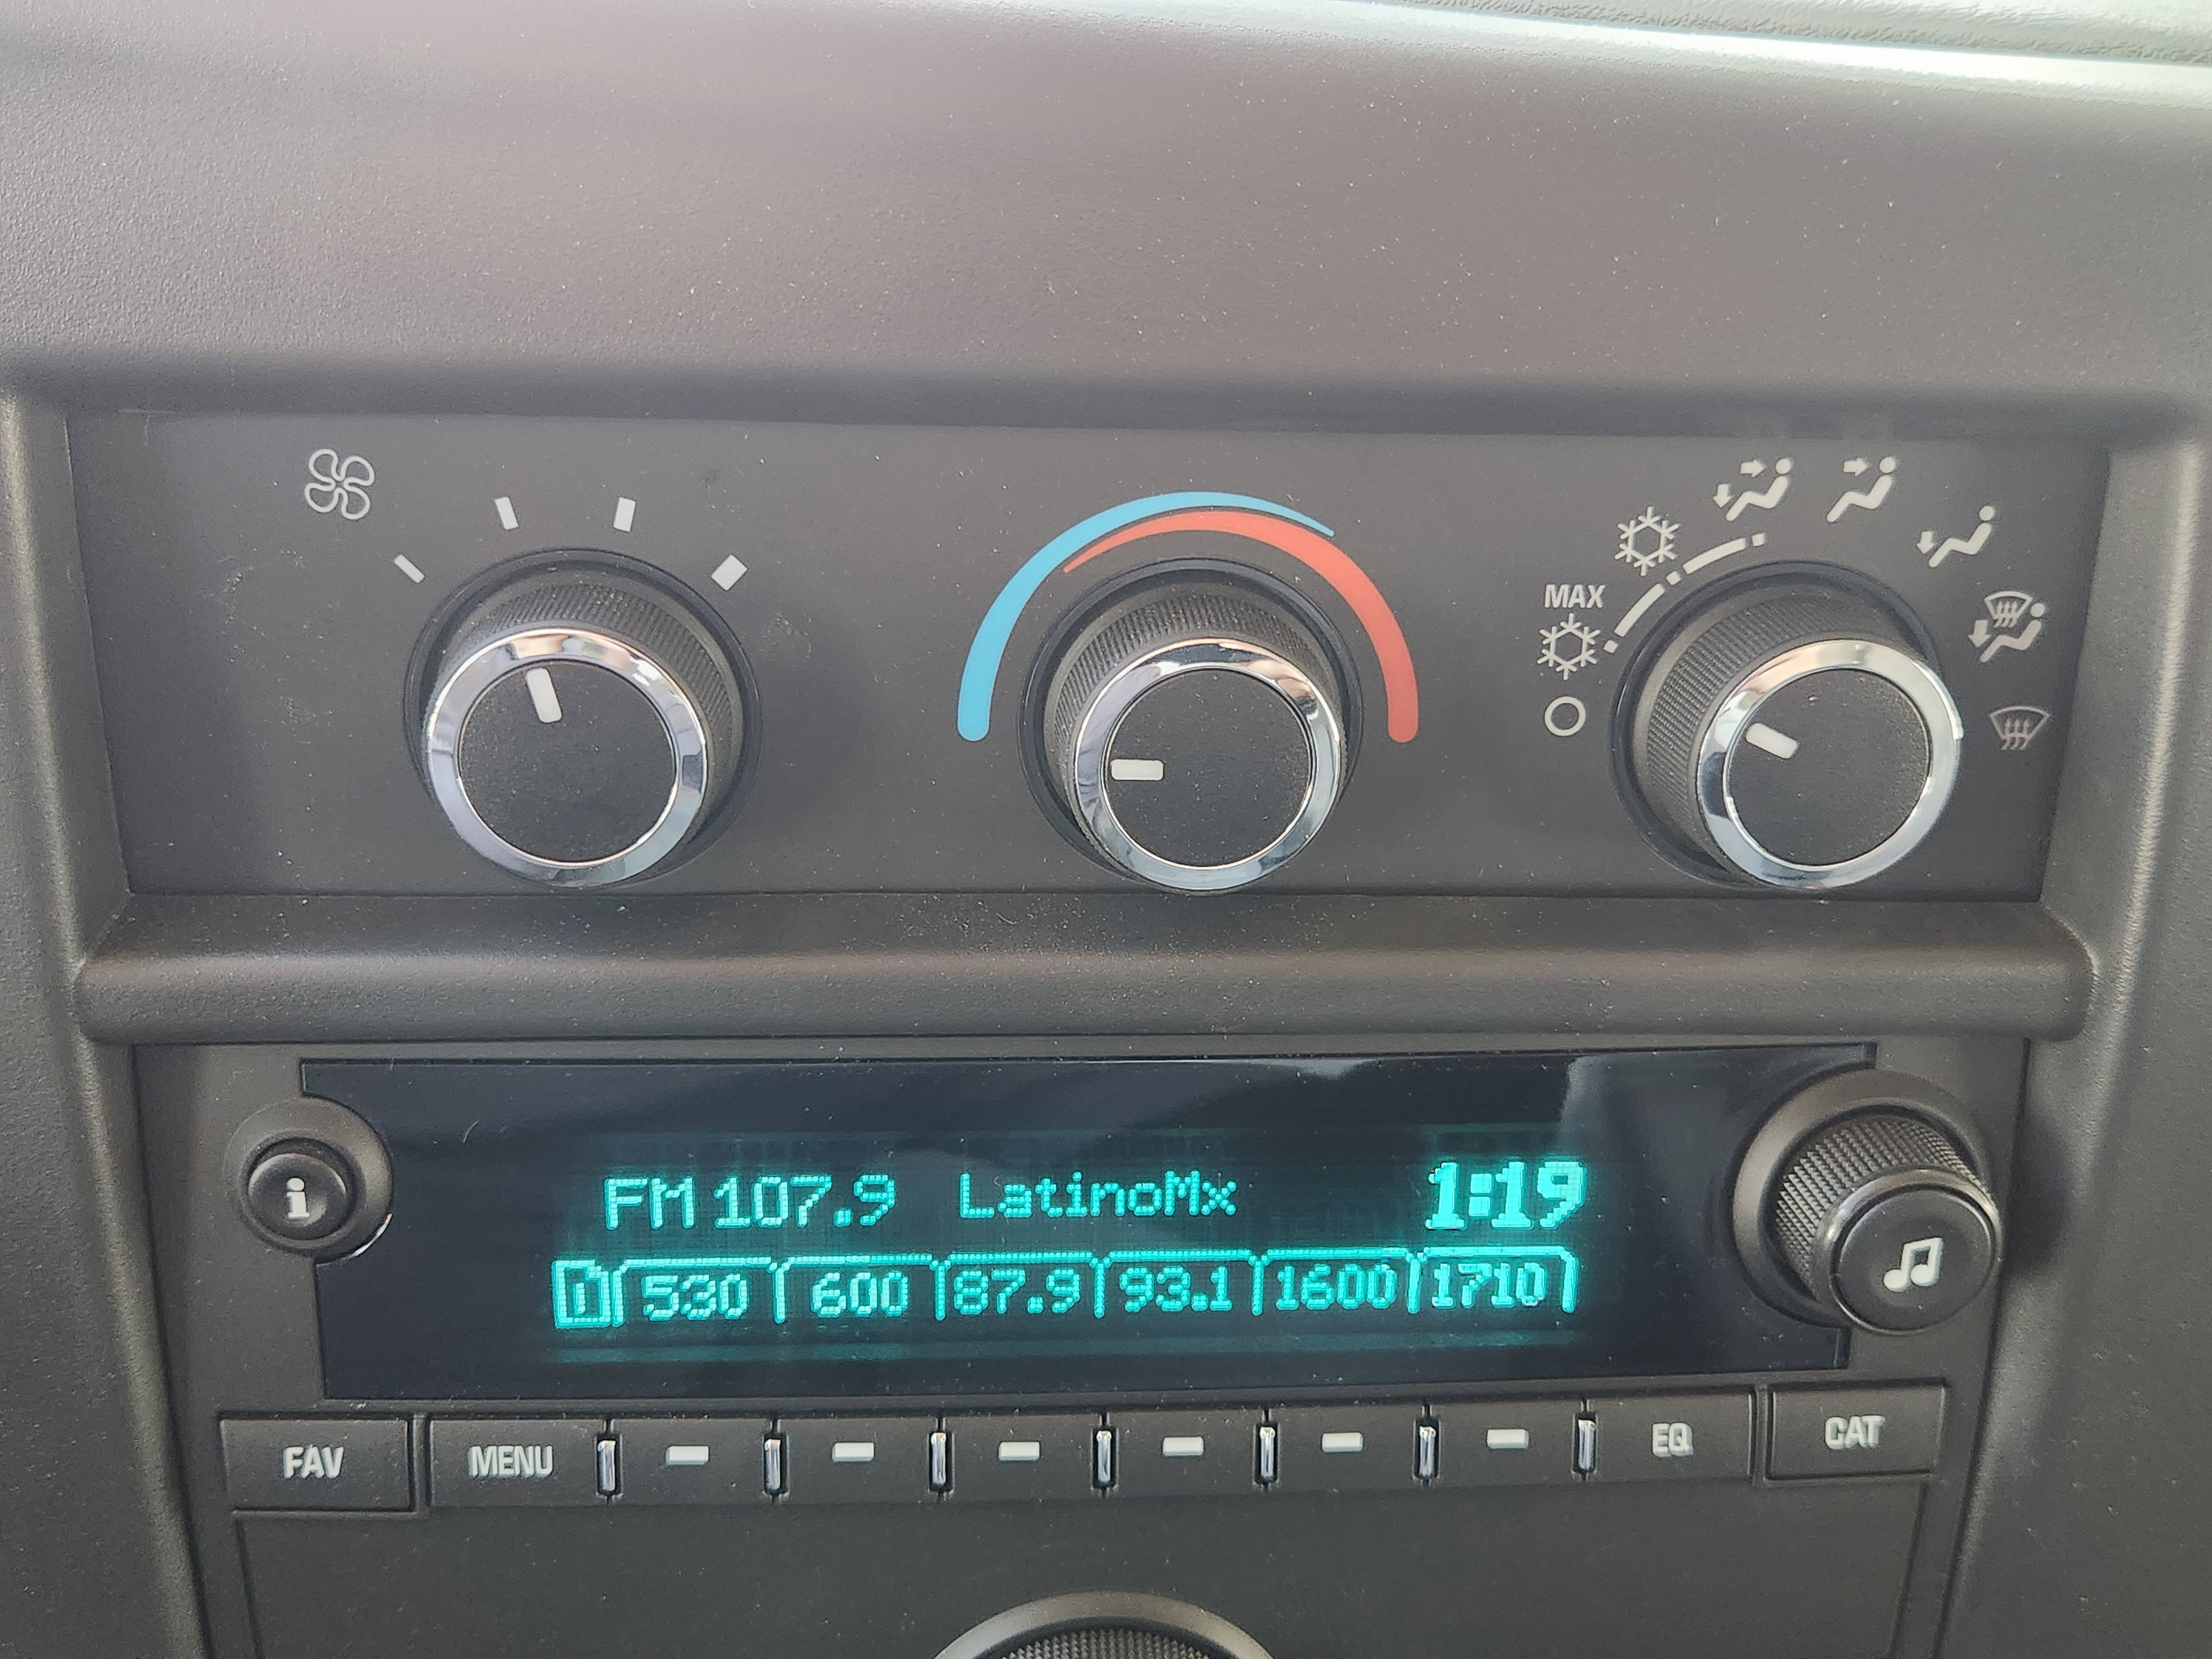 MAX
FM 107.9 LatinoMx 1:19
1 530 600 87.9 93.1 1600 1710
i
FAV MENU EQ CAT